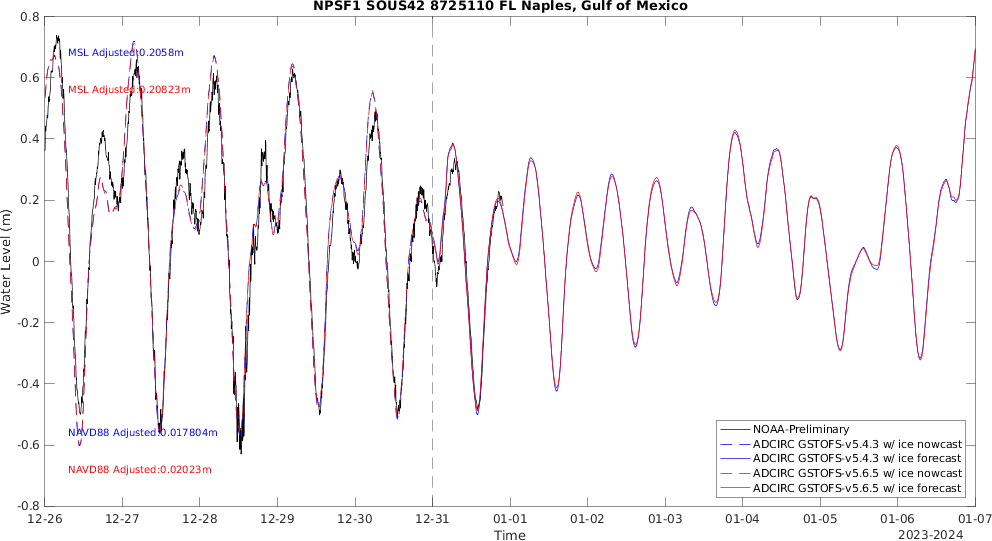 NPSF1 SOUS42 8725110 FL Naples, Gulf of Mexico
0.8
0.6
0.4
0.2
0
-0.2
-0.4
-0.6
-0.8
Water Level (m)
MSL Adjusted:0.2058m
MSL Adjusted:0.20823m
NAVD88 Adjusted:0.017804m
NAVD88 Adjusted:0.02023m
NOAA-Preliminary
ADCIRC GSTOFS-v5.4.3 w/ ice nowcast
ADCIRC GSTOFS-v5.4.3 w/ ice forecast
ADCIRC GSTOFS-v5.6.5 w/ ice nowcast
ADCIRC GSTOFS-v5.6.5 w/ ice forecast
12-26 12-27 12-28 12-29 12-30 12-31 01-01 01-02 01-03 01-04 01-05 01-06 01-07
Time
2023-2024